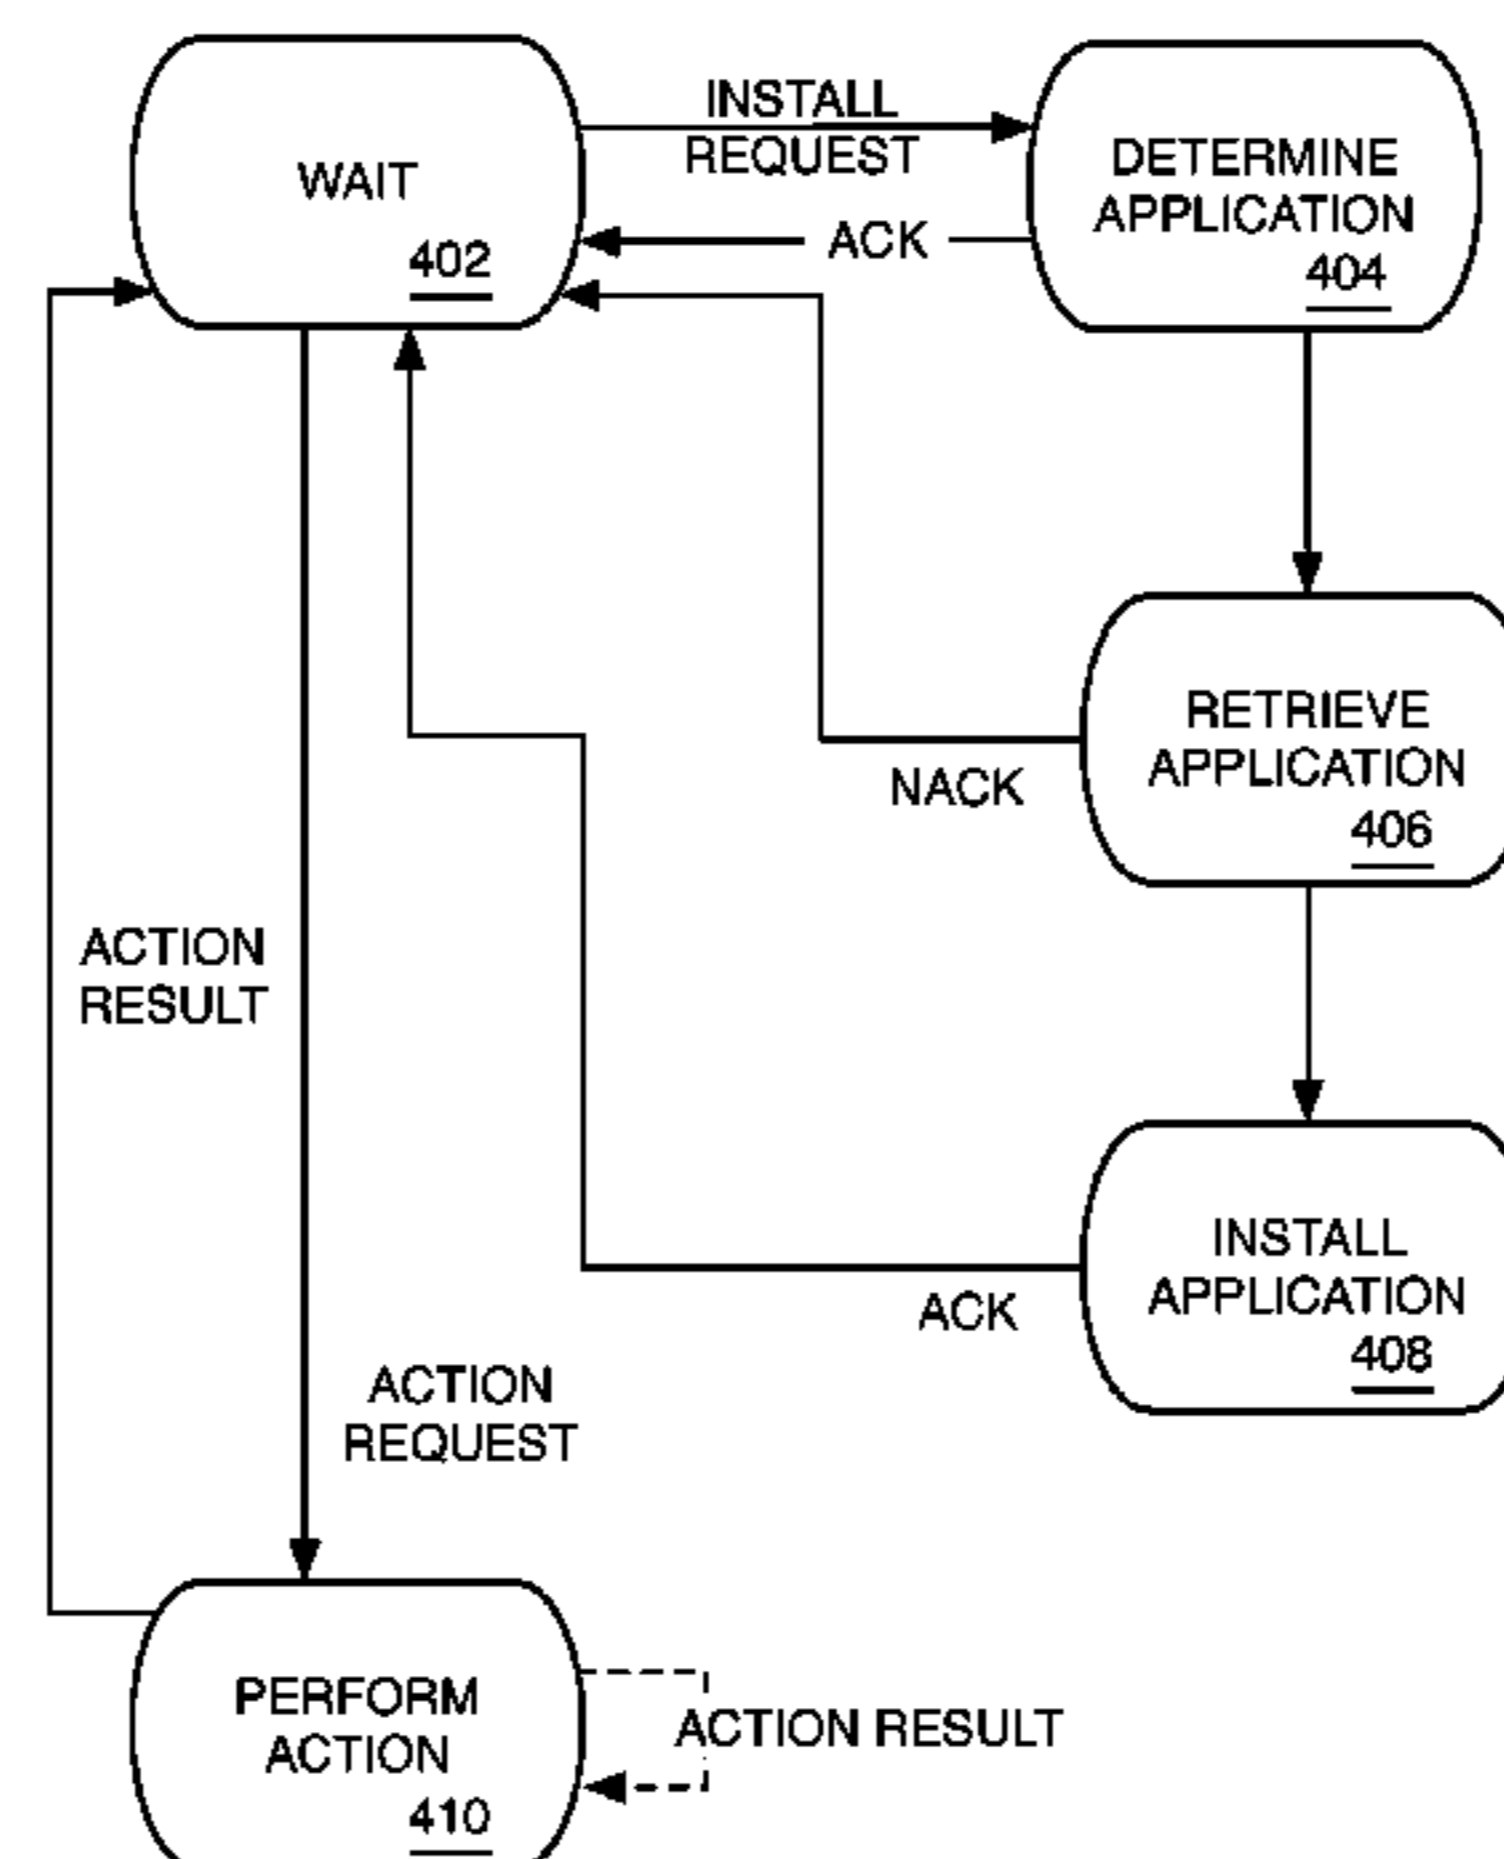 WAIT
402
INSTALL
REQUEST
ACK
DETERMINE
APPLICATION
404
RETRIEVE
APPLICATION
406
NACK
ACTION
RESULT
INSTALL
APPLICATION
408
ACK
ACTION
REQUEST
PERFORM
ACTION
410
ACTION RESULT